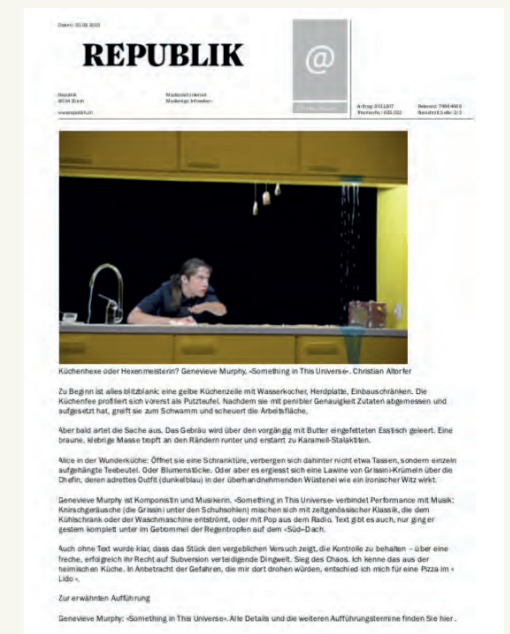 REPUBLIK
@
Republik
8004 Zürich
Medienart: Internet
www.republik.ch
Küchenhexe oder Hexenmeisterin? Genevieve Murphy, «Something in This Universe». Christian Altorfer
Zu Beginn ist alles blitzblank: eine gelbe Küchenzeile mit Wasserkocher, Herdplatte, Einbauschränken. Die
Küchenfee profiliert sich vorerst als Putzteufel. Nachdem sie mit penibler Genauigkeit Zutaten abgemessen und
aufgesetzt hat, greift sie zum Schwamm und scheuert die Arbeitsfläche.
Aber bald artet die Sache aus. Das Gebräu wird über den vorgängig mit Butter eingefetteten Esstisch geleert. Eine
braune, klebrige Masse tropft an den Rändern runter und erstarrt zu Karamell-Stalaktiten.
Alice in der Wunderküche: Öffnet sie eine Schranktüre, verbergen sich dahinter nicht etwa Tassen, sondern einzeln
aufgehängte Teebeutel. Oder Blumenstöcke. Oder aber es ergiesst sich eine Lawine von Grissini-Krümeln über die
Chefin, deren adrettes Outfit (dunkelblau) in der überhandnehmenden Wüstenei wie ein ironischer Witz wirkt.
Genevieve Murphy ist Komponistin und Musikerin. «Something in This Universe» verbindet Performance mit Musik:
Knirschgeräusche (die Grissini unter den Schuhsohlen) mischen sich mit zeitgenössischer Klassik, die dem
Kühlschrank oder der Waschmaschine entströmt, oder mit Pop aus dem Radio. Text gibt es auch, nur ging er
gestern komplett unter im Getrommel der Regentropfen auf dem «Süd»-Dach.
Auch ohne Text wurde klar, dass das Stück den vergeblichen Versuch zeigt, die Kontrolle zu behalten – über eine
freche, erfolgreich ihr Recht auf Subversion verteidigende Dingwelt. Sieg des Chaos. Ich kenne das aus der
heimischen Küche. In Anbetracht der Gefahren, die mir dort drohen würden, entschied ich mich für eine Pizza im «
Lido ».
Zur erwähnten Aufführung
Genevieve Murphy: «Something in This Universe». Alle Details und die weiteren Aufführungstermine finden Sie hier .